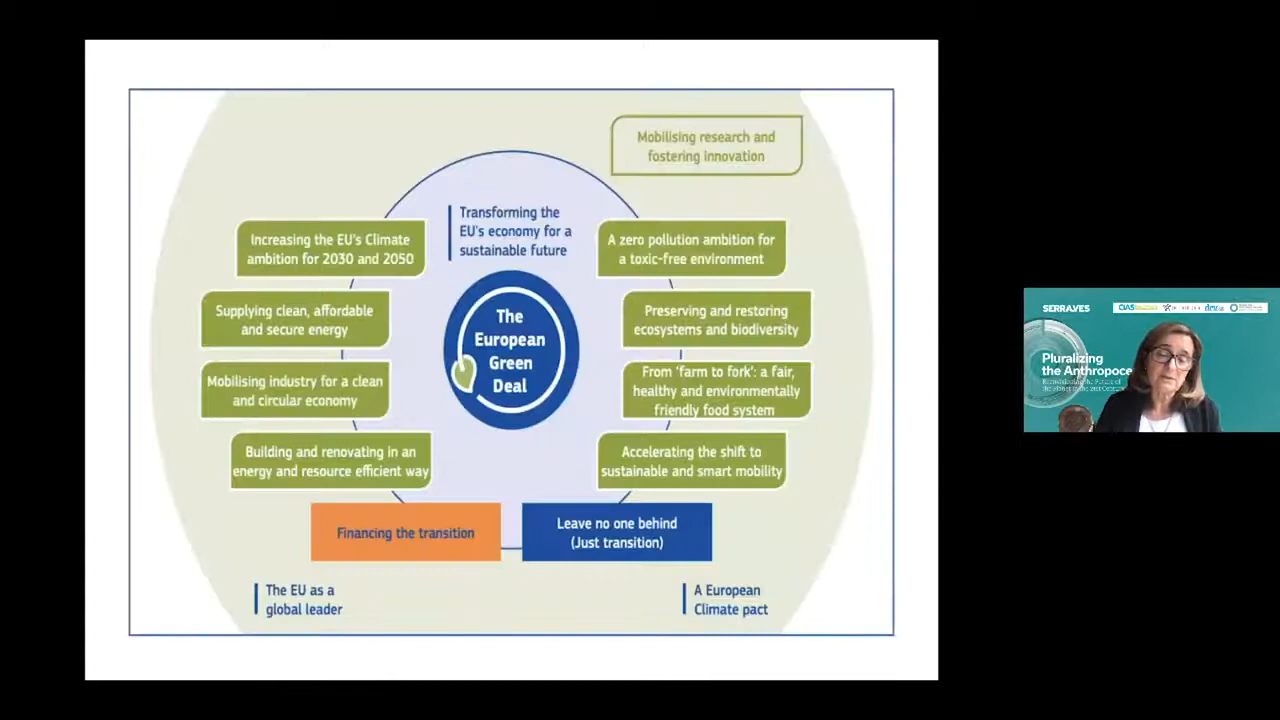 Mobilising research and
fostering innovation
Transforming the
EU's economy for a
sustainable future
Increasing the EU's Climate
ambition for 2030 and 2050
A zero pollution ambition for
a toxic-free environment
Supplying clean, affordable
and secure energy
Preserving and restoring
ecosystems and biodiversity
The
European
Green
Deal
Mobilising industry for a clean
and circular economy
From 'farm to fork': a fair,
healthy and environmentally
friendly food system
Building and renovating in an
energy and resource efficient way
Accelerating the shift to
sustainable and smart mobility
Financing the transition
Leave no one behind
(Just transition)
The EU as a
global leader
A European
Climate pact
SERRALVES
CIAS
Pluralizing
the Anthropoce